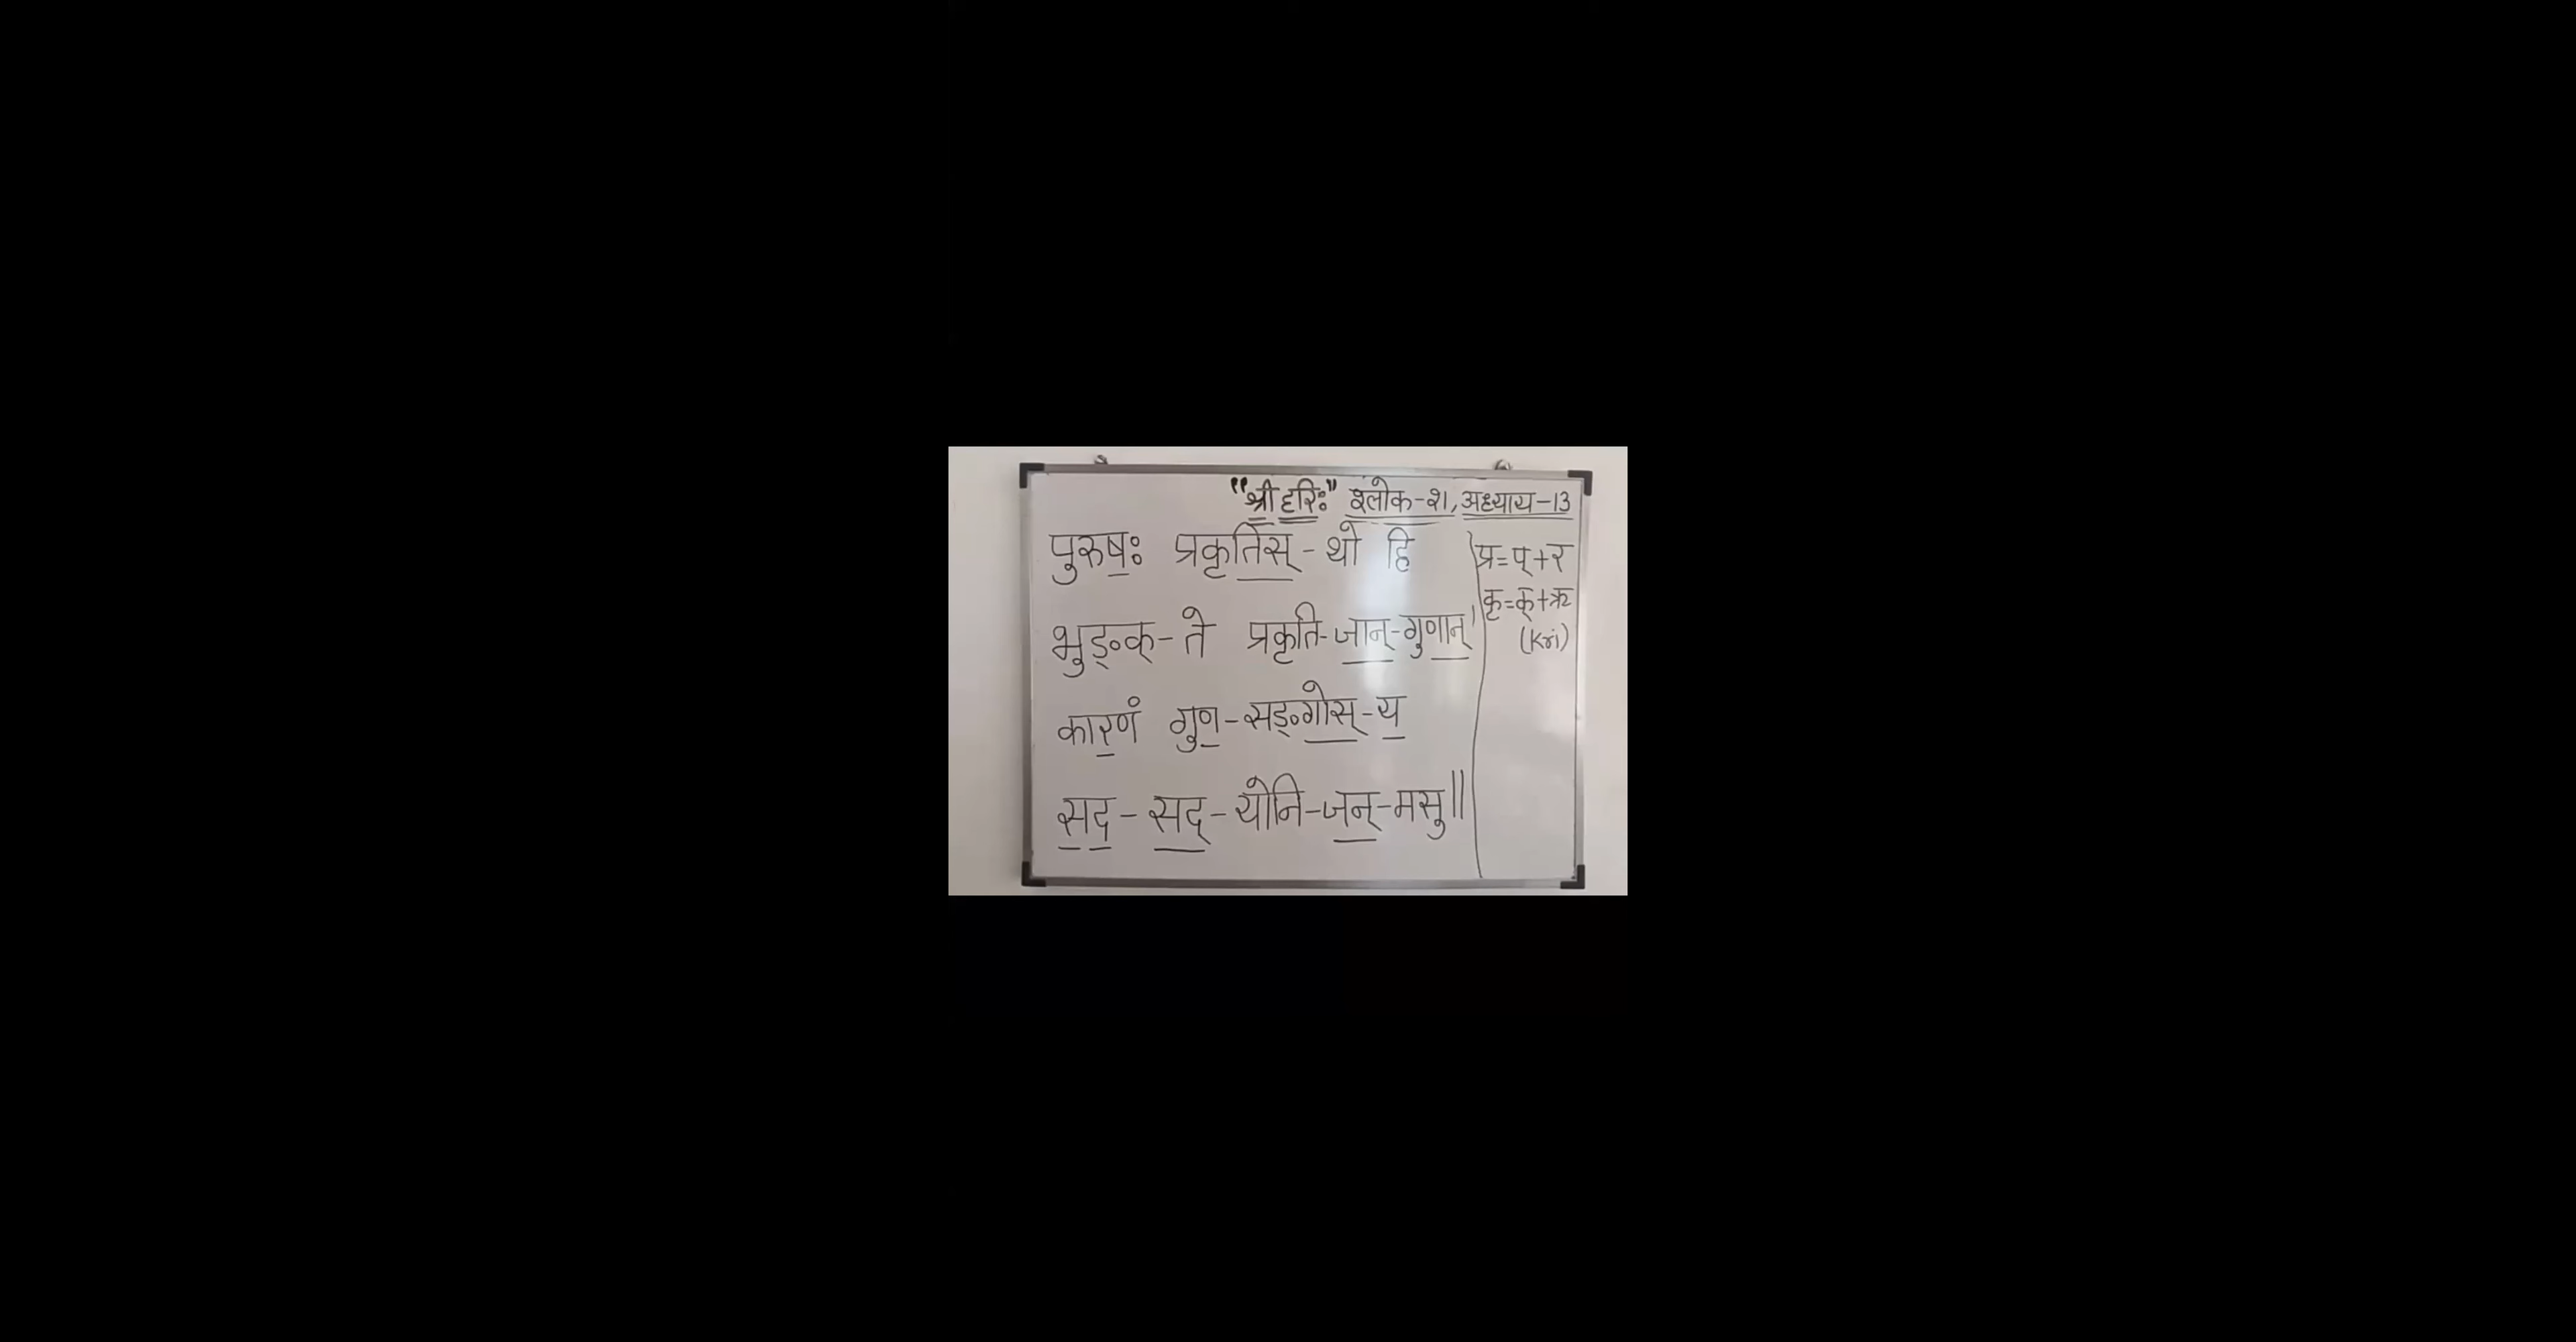 "श्री हरिः" श्लोक-२१, अध्याय-13
पुरुषः प्रकृतिस्-थो हि
भुङ्क्-ते प्रकृति-जान्-गुणान्।
कारणं गुण-सङ्गोस्-य
सद-सद्-योनि-जन्-मसु॥
प्र=प्+र
कृ=क्+ऋ
(Kri)